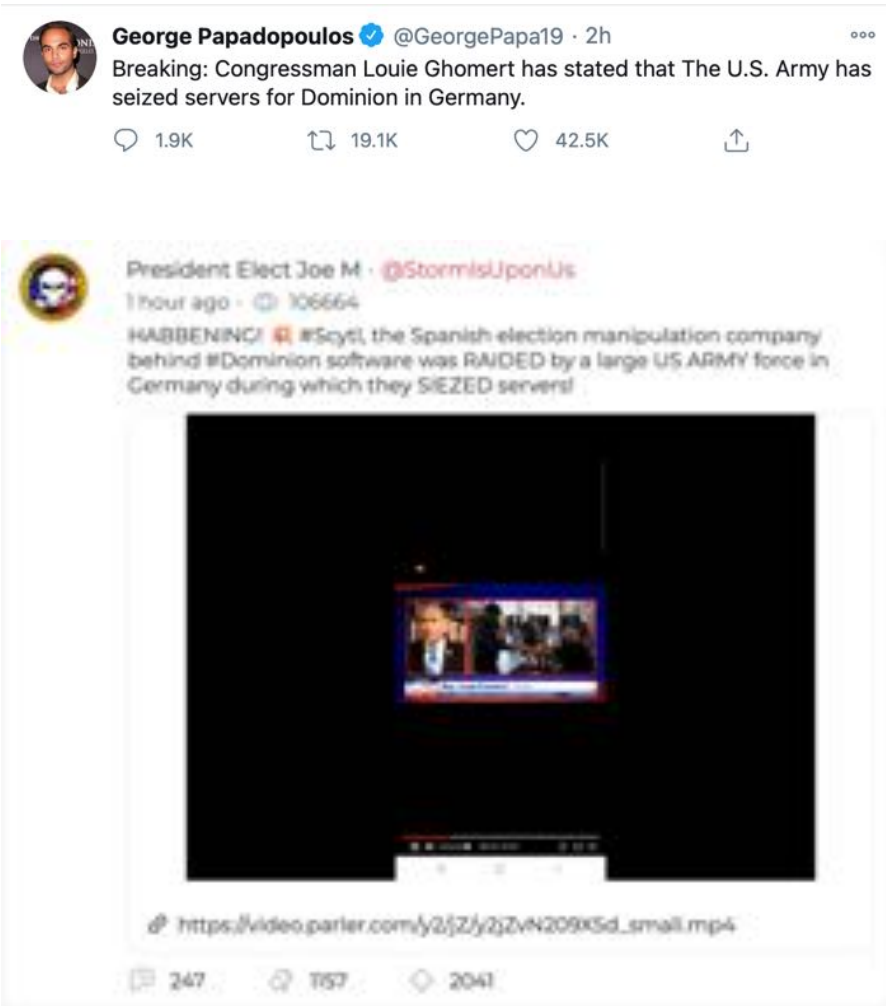 George Papadopoulos @GeorgePapa19 · 2h
Breaking: Congressman Louie Ghomert has stated that The U.S. Army has
seized servers for Dominion in Germany.
1.9K 19.1K 42.5K
President Elect Joe M · @StormIsUponUs
1 hour ago · 106664
HABBENING! #Scytl, the Spanish election manipulation company
behind #Dominion software was RAIDED by a large US ARMY force in
Germany during which they SIEZED servers!
https://video.parler.com/y2/jZ/y2jZvN209XSd_small.mp4
247 1157 2041